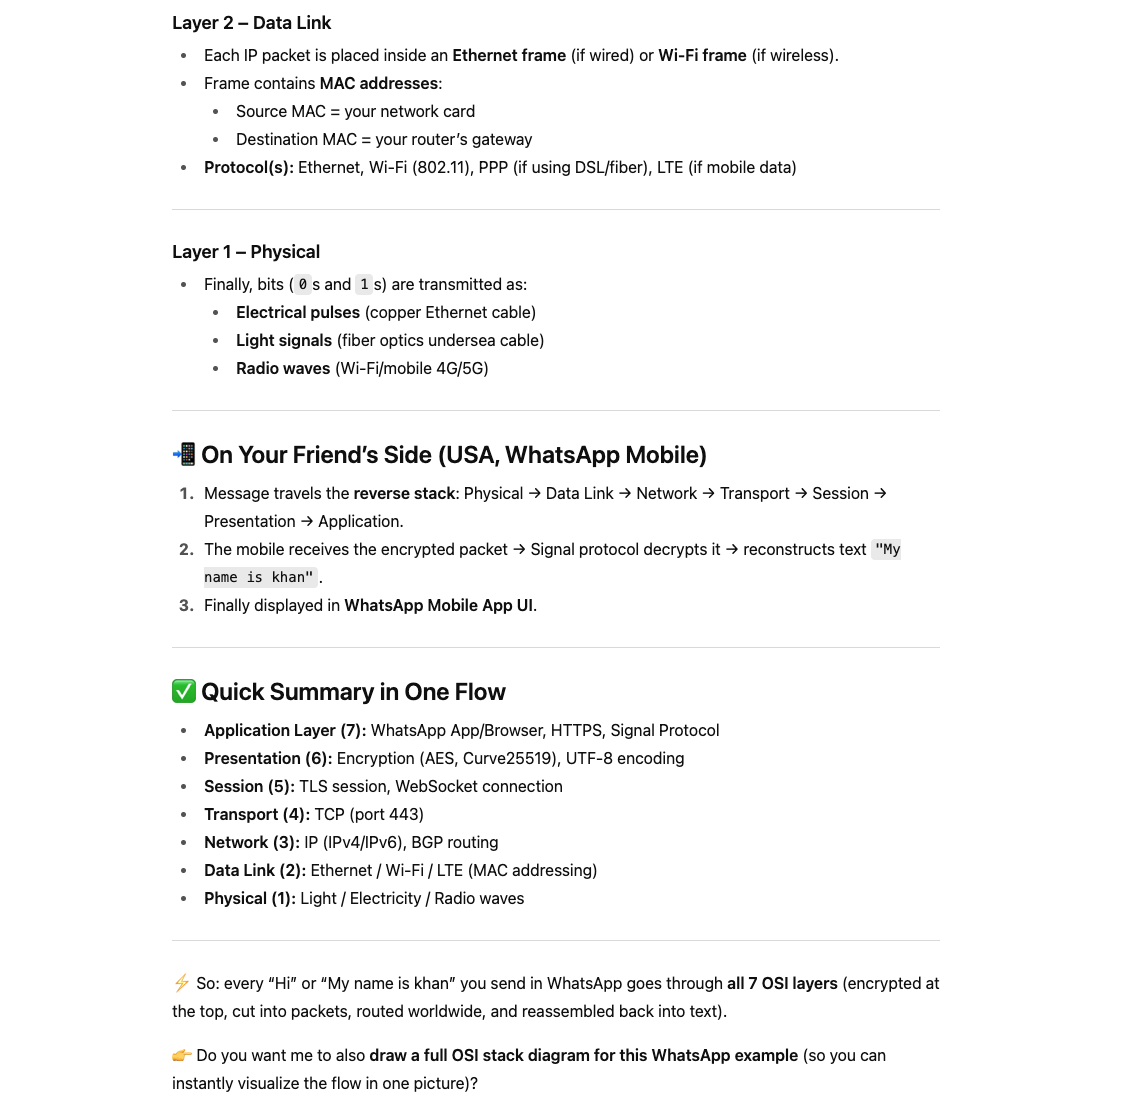 Layer 2 – Data Link
• Each IP packet is placed inside an Ethernet frame (if wired) or Wi-Fi frame (if wireless).
• Frame contains MAC addresses:
• Source MAC = your network card
• Destination MAC = your router’s gateway
• Protocol(s): Ethernet, Wi-Fi (802.11), PPP (if using DSL/fiber), LTE (if mobile data)
Layer 1 – Physical
• Finally, bits (0s and 1s) are transmitted as:
• Electrical pulses (copper Ethernet cable)
• Light signals (fiber optics undersea cable)
• Radio waves (Wi-Fi/mobile 4G/5G)
📲 On Your Friend’s Side (USA, WhatsApp Mobile)
1. Message travels the reverse stack: Physical → Data Link → Network → Transport → Session →
Presentation → Application.
2. The mobile receives the encrypted packet → Signal protocol decrypts it → reconstructs text "My
name is khan".
3. Finally displayed in WhatsApp Mobile App UI.
✅ Quick Summary in One Flow
• Application Layer (7): WhatsApp App/Browser, HTTPS, Signal Protocol
• Presentation (6): Encryption (AES, Curve25519), UTF-8 encoding
• Session (5): TLS session, WebSocket connection
• Transport (4): TCP (port 443)
• Network (3): IP (IPv4/IPv6), BGP routing
• Data Link (2): Ethernet / Wi-Fi / LTE (MAC addressing)
• Physical (1): Light / Electricity / Radio waves
⚡ So: every “Hi” or “My name is khan” you send in WhatsApp goes through all 7 OSI layers (encrypted at
the top, cut into packets, routed worldwide, and reassembled back into text).
👉 Do you want me to also draw a full OSI stack diagram for this WhatsApp example (so you can
instantly visualize the flow in one picture)?